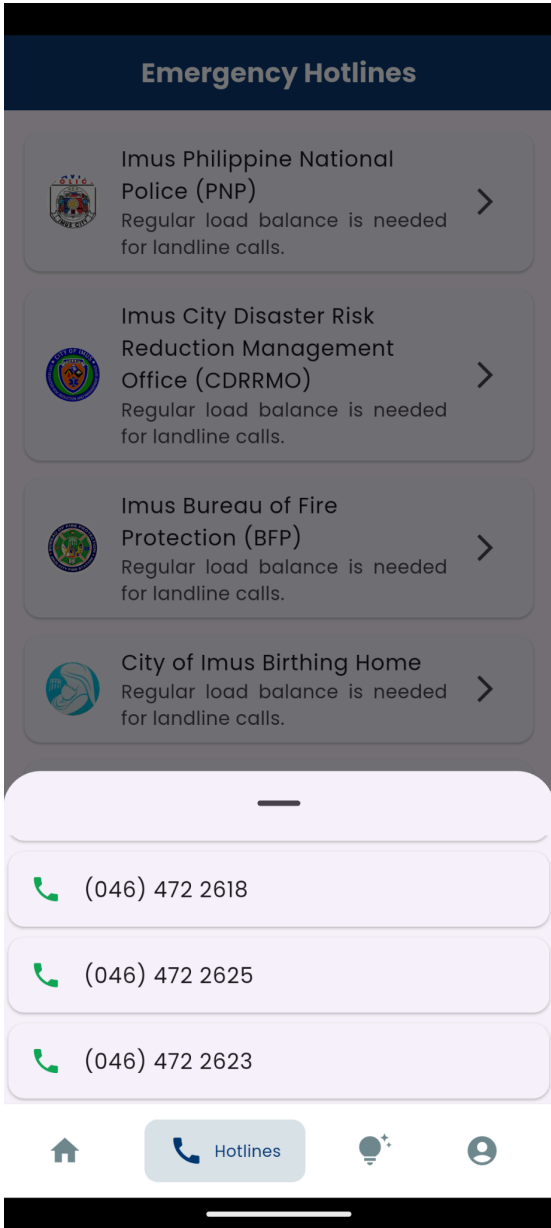 Emergency Hotlines
Imus Philippine National
Police (PNP)
Regular load balance is needed
for landline calls.
Imus City Disaster Risk
Reduction Management
Office (CDRRMO)
Regular load balance is needed
for landline calls.
Imus Bureau of Fire
Protection (BFP)
Regular load balance is needed
for landline calls.
City of Imus Birthing Home
Regular load balance is needed
for landline calls.
(046) 472 2618
(046) 472 2625
(046) 472 2623
Hotlines